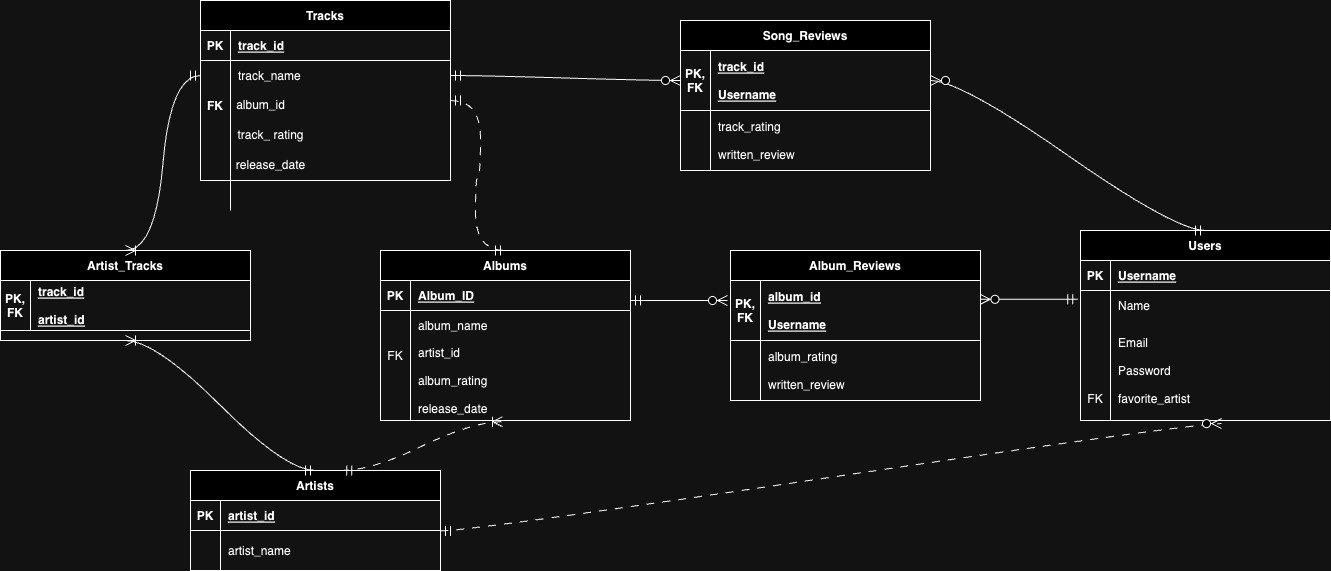 Tracks
PK track_id
track_name
FK album_id
track_ rating
release_date
Song_Reviews
PK, FK track_id
Username
track_rating
written_review
Artist_Tracks
PK, FK track_id
artist_id
Albums
PK Album_ID
album_name
FK artist_id
album_rating
release_date
Album_Reviews
PK, FK album_id
Username
album_rating
written_review
Users
PK Username
Name
Email
Password
FK favorite_artist
Artists
PK artist_id
artist_name